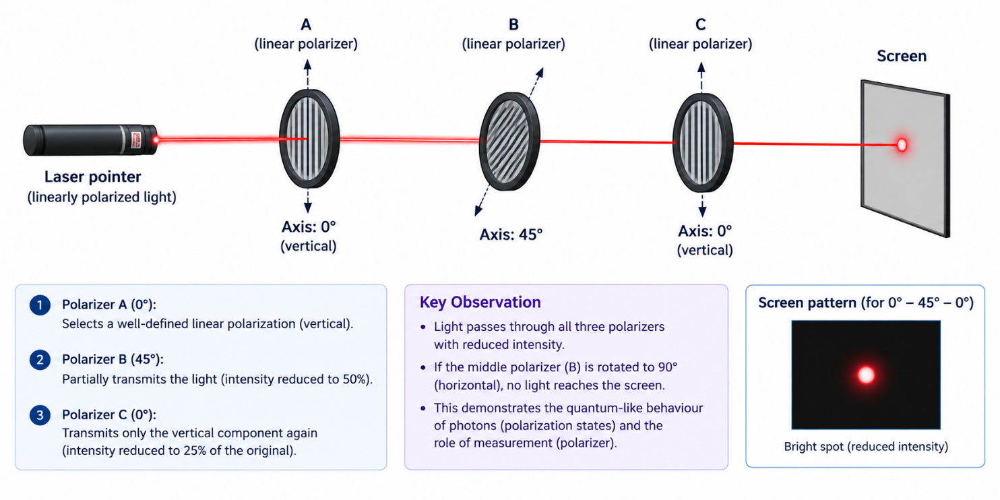 A
(linear polarizer)
B
(linear polarizer)
C
(linear polarizer)
Screen
Laser pointer
(linearly polarized light)
Axis: 0°
(vertical)
Axis: 45°
Axis: 0°
(vertical)
1
Polarizer A (0°):
Selects a well-defined linear polarization (vertical).
2
Polarizer B (45°):
Partially transmits the light (intensity reduced to 50%).
3
Polarizer C (0°):
Transmits only the vertical component again
(intensity reduced to 25% of the original).
Key Observation
• Light passes through all three polarizers
with reduced intensity.
• If the middle polarizer (B) is rotated to 90°
(horizontal), no light reaches the screen.
• This demonstrates the quantum-like behaviour
of photons (polarization states) and the
role of measurement (polarizer).
Screen pattern (for 0° – 45° – 0°)
Bright spot (reduced intensity)